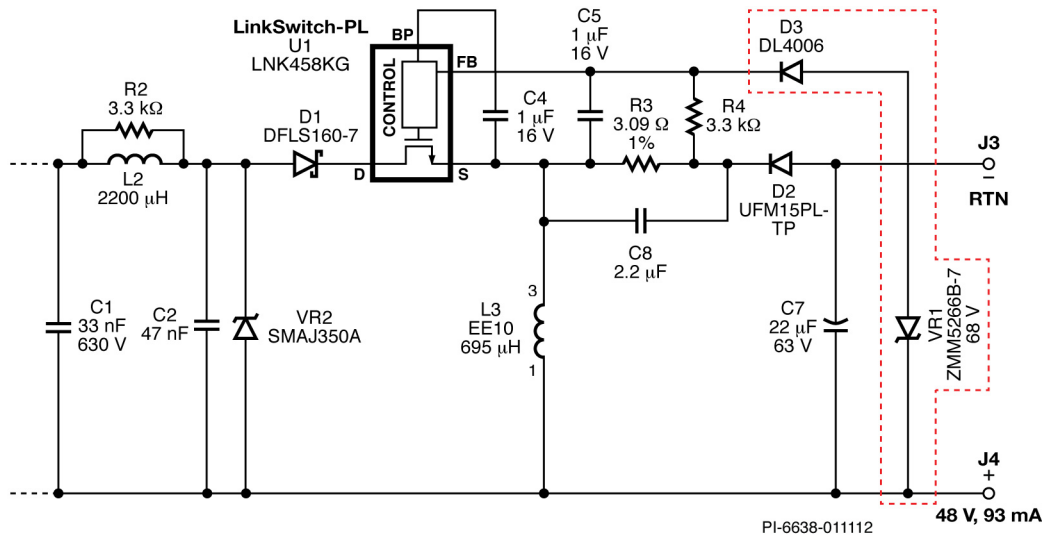 LinkSwitch-PL
U1
LNK458KG
BP
FB
CONTROL
D
S
R2
3.3 kΩ
L2
2200 µH
D1
DFLS160-7
C4
1 µF
16 V
C5
1 µF
16 V
R3
3.09 Ω
1%
R4
3.3 kΩ
D3
DL4006
J3
–
RTN
D2
UFM15PL-
TP
C8
2.2 µF
C1
33 nF
630 V
C2
47 nF
VR2
SMAJ350A
3
L3
EE10
695 µH
1
C7
22 µF
63 V
VR1
ZMM5266B-7
68 V
J4
+
48 V, 93 mA
PI-6638-011112